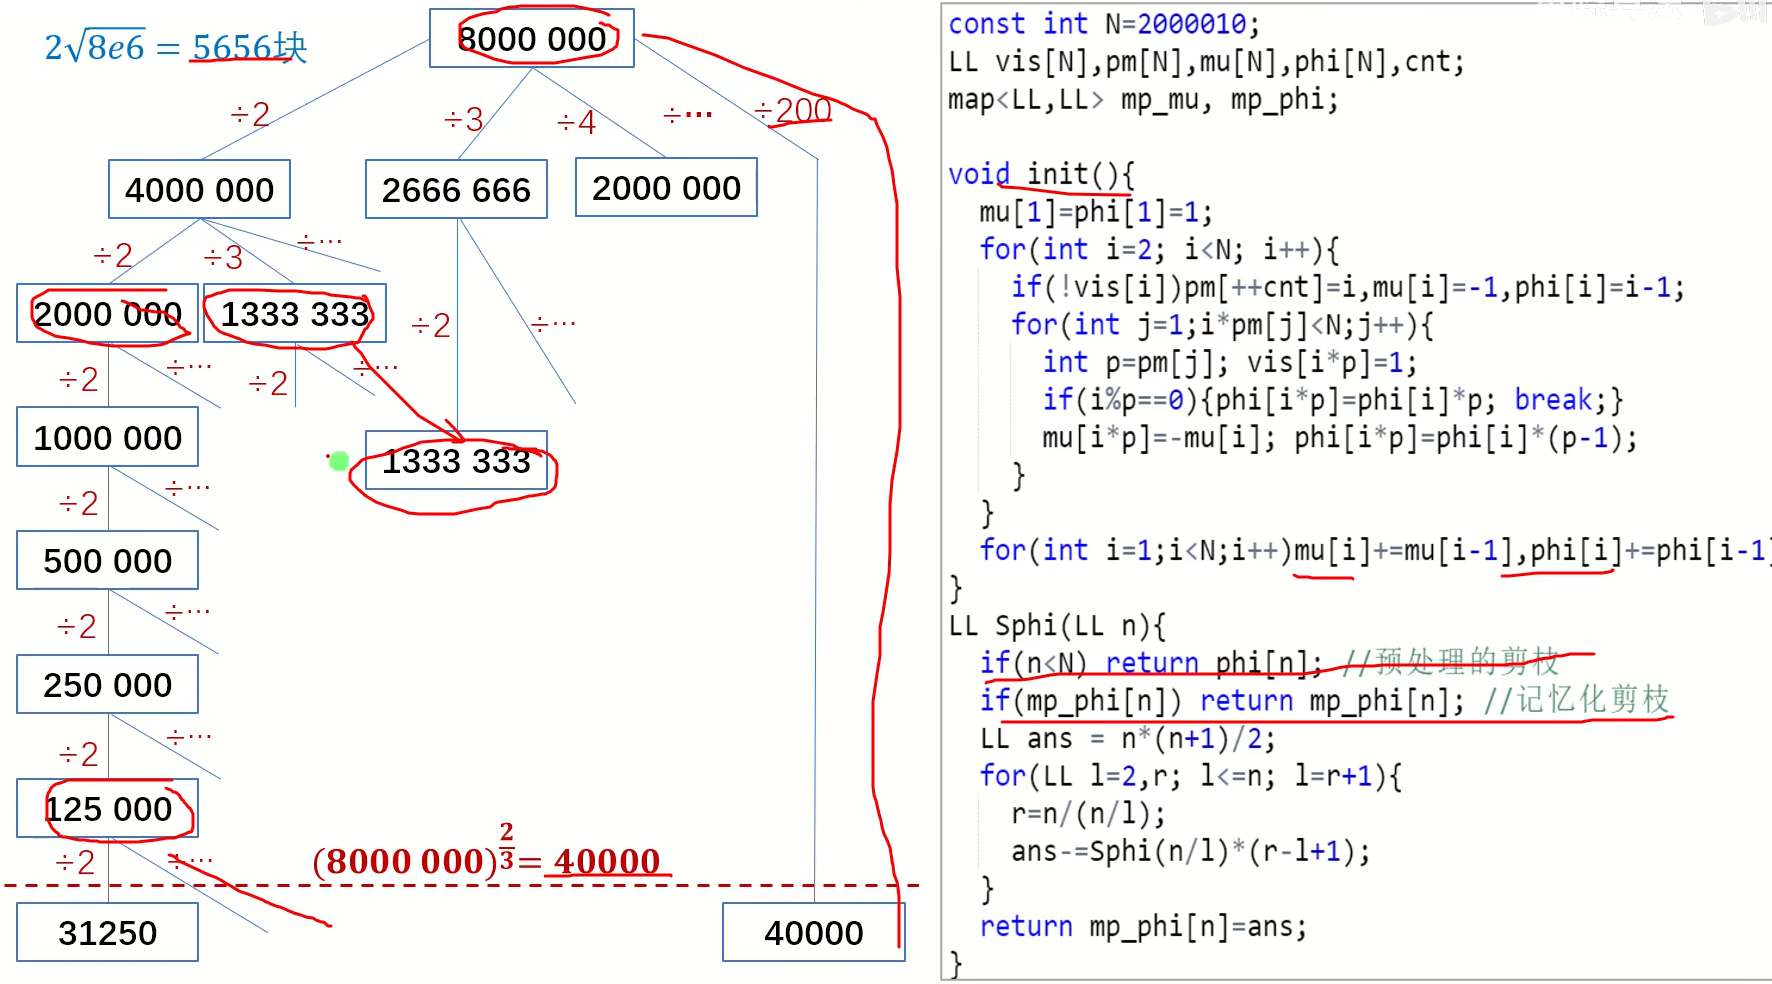 2√8e6 = 5656块
8000 000
÷2
÷3
÷4
÷⋯
÷200
4000 000
2666 666
2000 000
÷2
÷3
÷⋯
2000 000
1333 333
÷2
÷⋯
÷2
÷⋯
÷2
÷⋯
1000 000
1333 333
÷2
÷⋯
500 000
÷2
÷⋯
250 000
÷2
÷⋯
125 000
÷2
÷⋯
(8000 000)^(2/3) = 40000
31250
40000
const int N=2000010;
LL vis[N],pm[N],mu[N],phi[N],cnt;
map<LL,LL> mp_mu, mp_phi;
void init(){
  mu[1]=phi[1]=1;
  for(int i=2; i<N; i++){
    if(!vis[i])pm[++cnt]=i,mu[i]=-1,phi[i]=i-1;
    for(int j=1;i*pm[j]<N;j++){
      int p=pm[j]; vis[i*p]=1;
      if(i%p==0){phi[i*p]=phi[i]*p; break;}
      mu[i*p]=-mu[i]; phi[i*p]=phi[i]*(p-1);
    }
  }
  for(int i=1;i<N;i++)mu[i]+=mu[i-1],phi[i]+=phi[i-1]
}
LL Sphi(LL n){
  if(n<N) return phi[n]; //预处理的剪枝
  if(mp_phi[n]) return mp_phi[n]; //记忆化剪枝
  LL ans = n*(n+1)/2;
  for(LL l=2,r; l<=n; l=r+1){
    r=n/(n/l);
    ans-=Sphi(n/l)*(r-l+1);
  }
  return mp_phi[n]=ans;
}